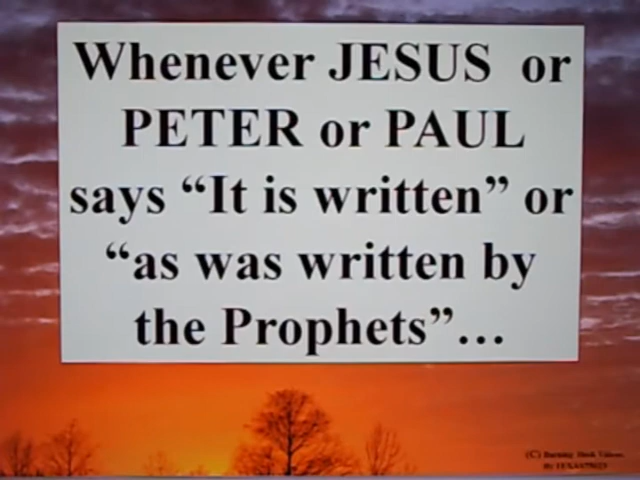 Whenever JESUS or
PETER or PAUL
says “It is written” or
“as was written by
the Prophets”...
(C)